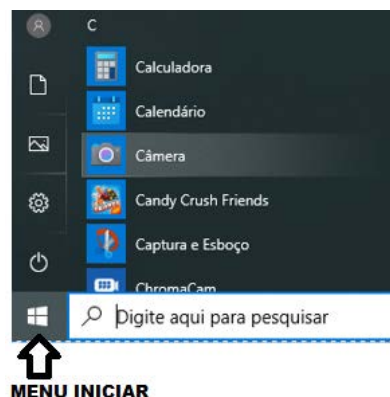 C
Calculadora
Calendário
Câmera
Candy Crush Friends
Captura e Esboço
ChromaCam
Digite aqui para pesquisar
MENU INICIAR